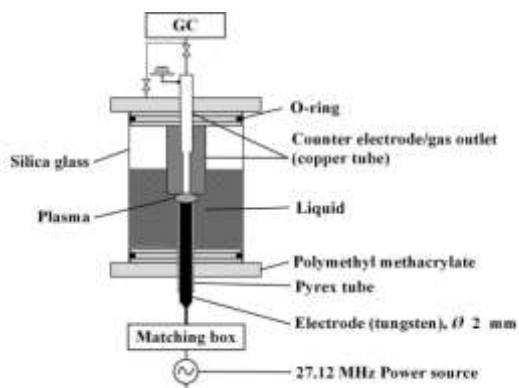 GC
O-ring
Counter electrode/gas outlet
(copper tube)
Silica glass
Plasma
Liquid
Polymethyl methacrylate
Pyrex tube
Electrode (tungsten), Ø 2 mm
Matching box
27.12 MHz Power source